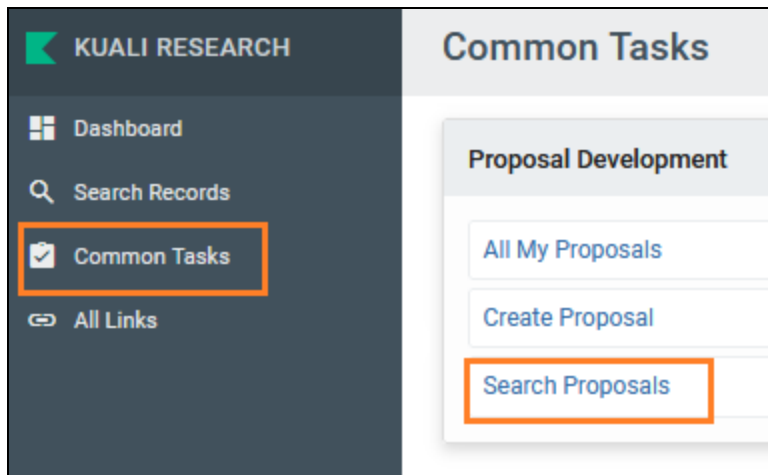 KUALI RESEARCH
Dashboard
Search Records
Common Tasks
All Links
Common Tasks
Proposal Development
All My Proposals
Create Proposal
Search Proposals